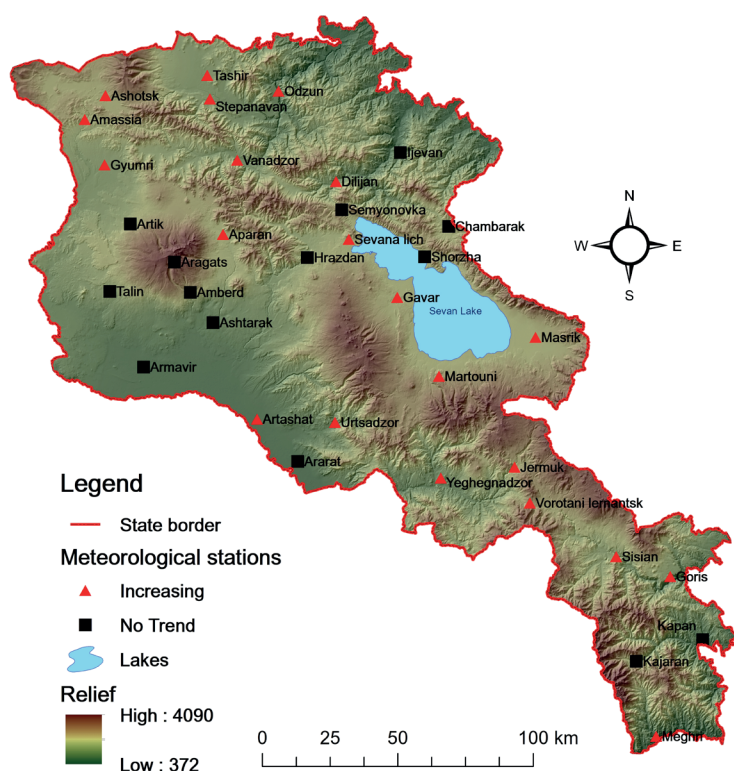 Tashir
Ashotsk
Odzun
Stepanavan
Amassia
Ijevan
Vanadzor
Gyumri
Dilijan
Semyonovka
Artik
Chambarak
Aparan
Sevana lich
Hrazdan
Shorzha
Aragats
Talin
Amberd
Gavar
Sevan Lake
Ashtarak
Masrik
Armavir
Martouni
Artashat
Urtsadzor
Ararat
Jermuk
Yeghegnadzor
Vorotani lemantsk
Sisian
Goris
Kapan
Kajaran
Meghri
N
W E
S
Legend
State border
Meteorological stations
Increasing
No Trend
Lakes
Relief
High : 4090
Low : 372
0 25 50 100 km